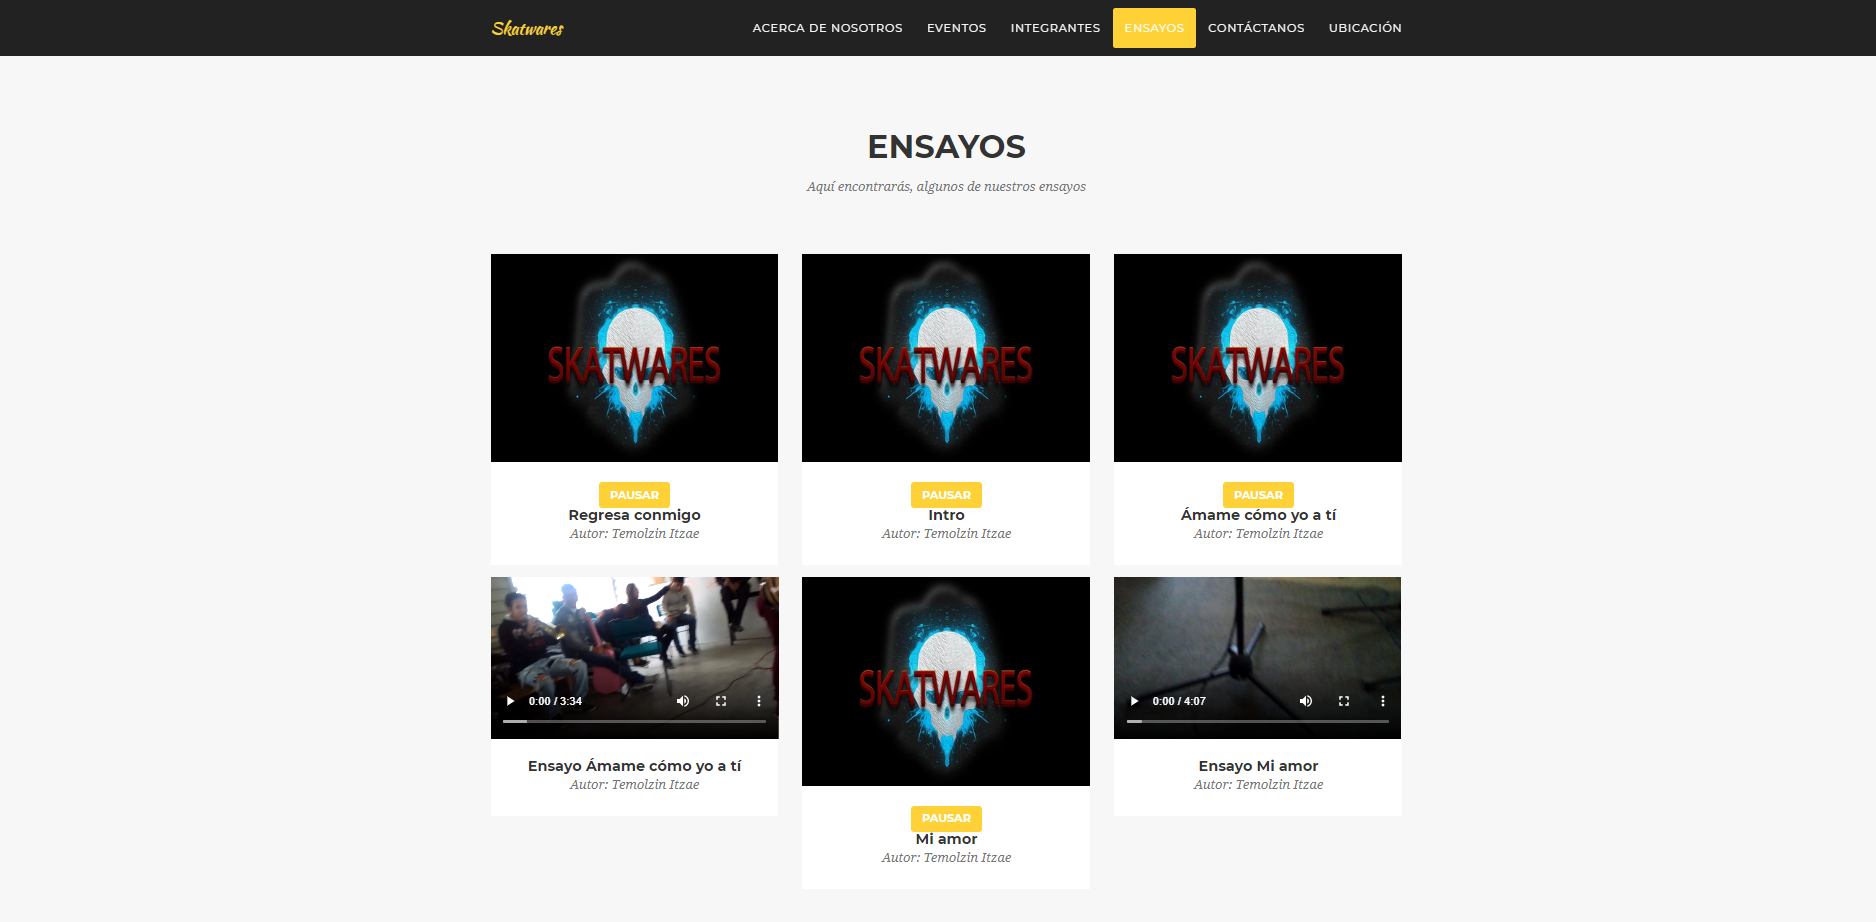 Skatwares
ACERCA DE NOSOTROS
EVENTOS
INTEGRANTES
ENSAYOS
CONTÁCTANOS
UBICACIÓN
ENSAYOS
Aquí encontrarás, algunos de nuestros ensayos
SKATWARES
SKATWARES
SKATWARES
PAUSAR
Regresa conmigo
Autor: Temolzin Itzae
PAUSAR
Intro
Autor: Temolzin Itzae
PAUSAR
Ámame cómo yo a tí
Autor: Temolzin Itzae
0:00 / 3:34
Ensayo Ámame cómo yo a tí
Autor: Temolzin Itzae
SKATWARES
PAUSAR
Mi amor
Autor: Temolzin Itzae
0:00 / 4:07
Ensayo Mi amor
Autor: Temolzin Itzae